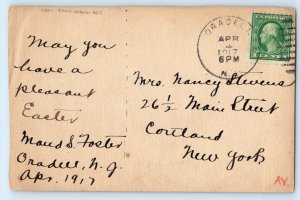 May you
have a
pleasant
Easter
Maud S. Foster
Oradell, N.J.
Apr. 1917
ORADELL
APR
1917
6PM
N.J.
Mrs. Nancy Stevens
26½ Main Street
Cortland
New York